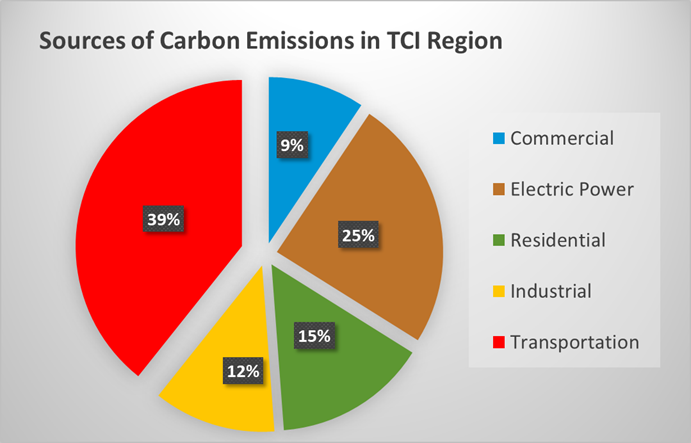 Sources of Carbon Emissions in TCI Region
9%
25%
15%
12%
39%
Commercial
Electric Power
Residential
Industrial
Transportation